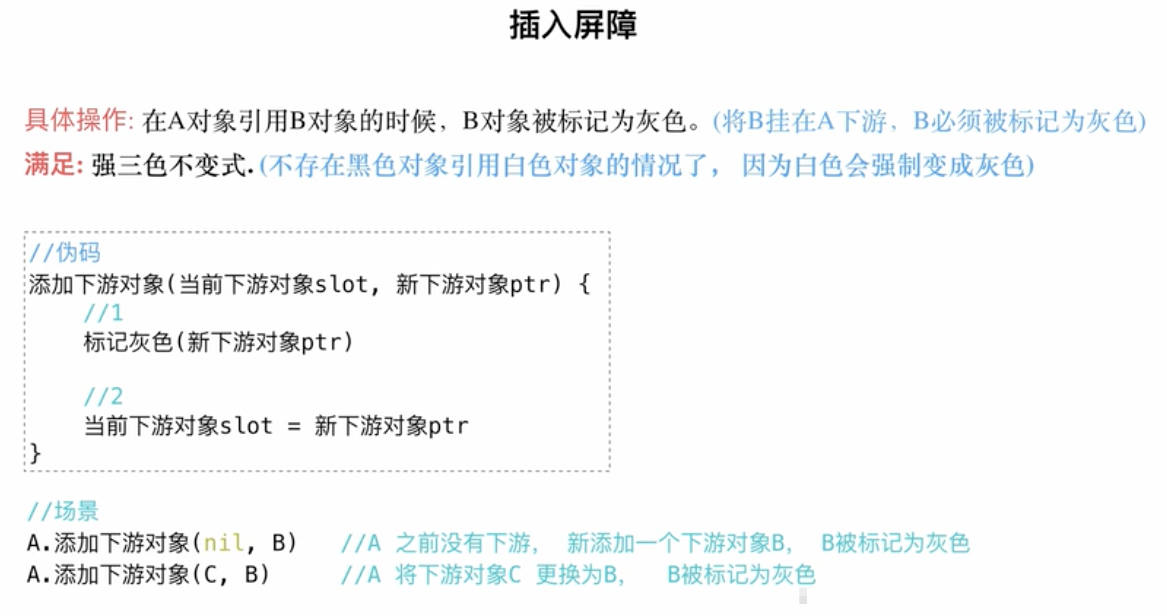 插入屏障
具体操作: 在A对象引用B对象的时候，B对象被标记为灰色。(将B挂在A下游，B必须被标记为灰色)
满足: 强三色不变式. (不存在黑色对象引用白色对象的情况了， 因为白色会强制变成灰色)
//伪码
添加下游对象(当前下游对象slot, 新下游对象ptr) {
//1
标记灰色(新下游对象ptr)
//2
当前下游对象slot = 新下游对象ptr
}
//场景
A.添加下游对象(nil, B) //A 之前没有下游， 新添加一个下游对象B， B被标记为灰色
A.添加下游对象(C, B) //A 将下游对象C 更换为B， B被标记为灰色